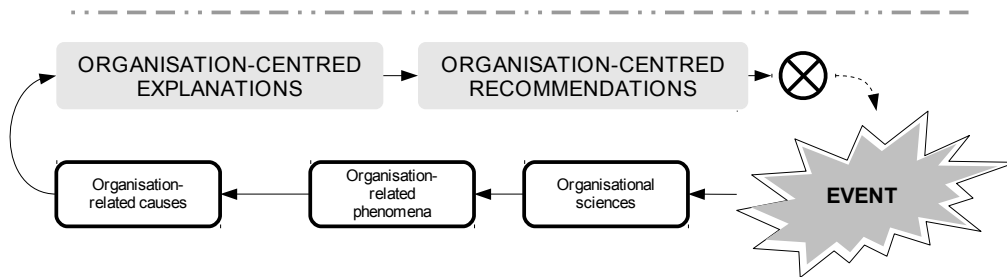 ORGANISATION-CENTRED
EXPLANATIONS
ORGANISATION-CENTRED
RECOMMENDATIONS
Organisation-
related causes
Organisation-
related
phenomena
Organisational
sciences
EVENT